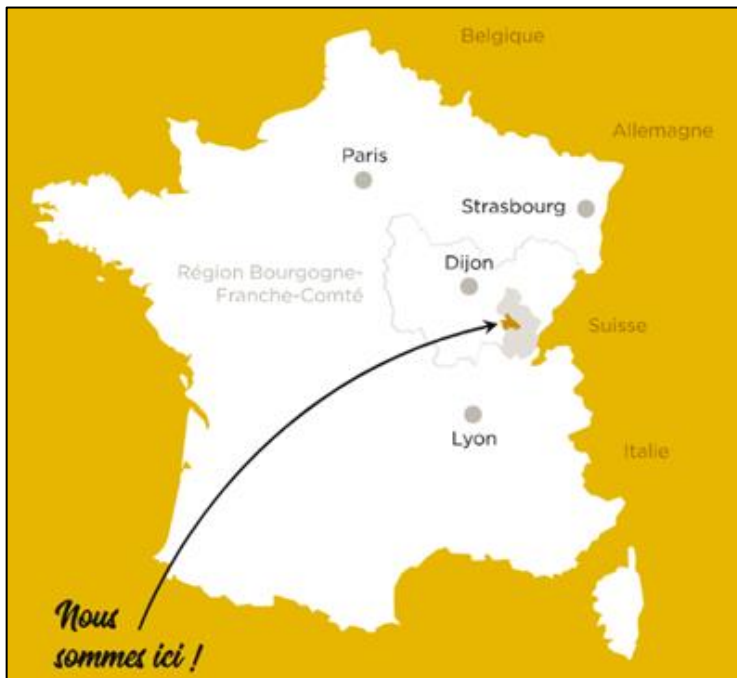 Belgique
Allemagne
Paris
Strasbourg
Dijon
Région Bourgogne-
Franche-Comté
Suisse
Lyon
Italie
Nous
sommes ici !